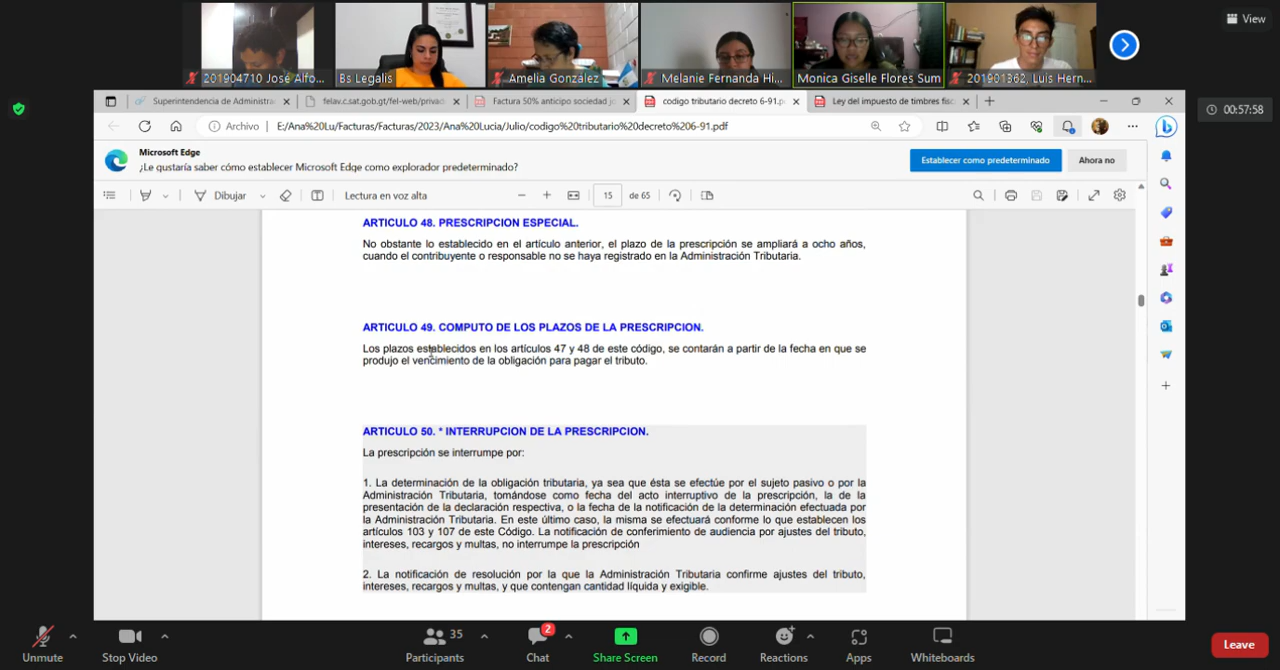 View
201904710 José Alfo...
Bs Legalis
Amelia González
Melanie Fernanda Hi...
Monica Giselle Flores Sum
201901362, Luis Hern...
Superintendencia de Administra
felav.c.sat.gob.gt/fel-web/privad
Factura 50% anticipo sociedad jo
codigo tributario decreto 6-91.p
Ley del impuesto de timbres fisc
00:57:58
Archivo
E:/Ana%20Lu/Facturas/Facturas/2023/Ana%20Lucia/Julio/codigo%20tributario%20decreto%206-91.pdf
Microsoft Edge
¿Le gustaría saber cómo establecer Microsoft Edge como explorador predeterminado?
Establecer como predeterminado
Ahora no
Dibujar
Lectura en voz alta
15 de 65
ARTICULO 48. PRESCRIPCION ESPECIAL.
No obstante lo establecido en el artículo anterior, el plazo de la prescripción se ampliará a ocho años,
cuando el contribuyente o responsable no se haya registrado en la Administración Tributaria.
ARTICULO 49. COMPUTO DE LOS PLAZOS DE LA PRESCRIPCION.
Los plazos establecidos en los artículos 47 y 48 de este código, se contarán a partir de la fecha en que se
produjo el vencimiento de la obligación para pagar el tributo.
ARTICULO 50. * INTERRUPCION DE LA PRESCRIPCION.
La prescripción se interrumpe por:
1. La determinación de la obligación tributaria, ya sea que ésta se efectúe por el sujeto pasivo o por la
Administración Tributaria, tomándose como fecha del acto interruptivo de la prescripción, la de la
presentación de la declaración respectiva, o la fecha de la notificación de la determinación efectuada por
la Administración Tributaria. En este último caso, la misma se efectuará conforme lo que establecen los
artículos 103 y 107 de este Código. La notificación de conferimiento de audiencia por ajustes del tributo,
intereses, recargos y multas, no interrumpe la prescripción
2. La notificación de resolución por la que la Administración Tributaria confirme ajustes del tributo,
intereses, recargos y multas, y que contengan cantidad líquida y exigible.
Unmute
Stop Video
35
Participants
2
Chat
Share Screen
Record
Reactions
Apps
Whiteboards
Leave